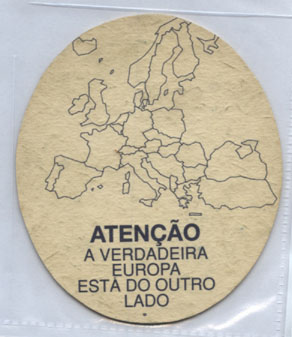 ATENÇÃO
A VERDADEIRA
EUROPA
ESTÁ DO OUTRO
LADO